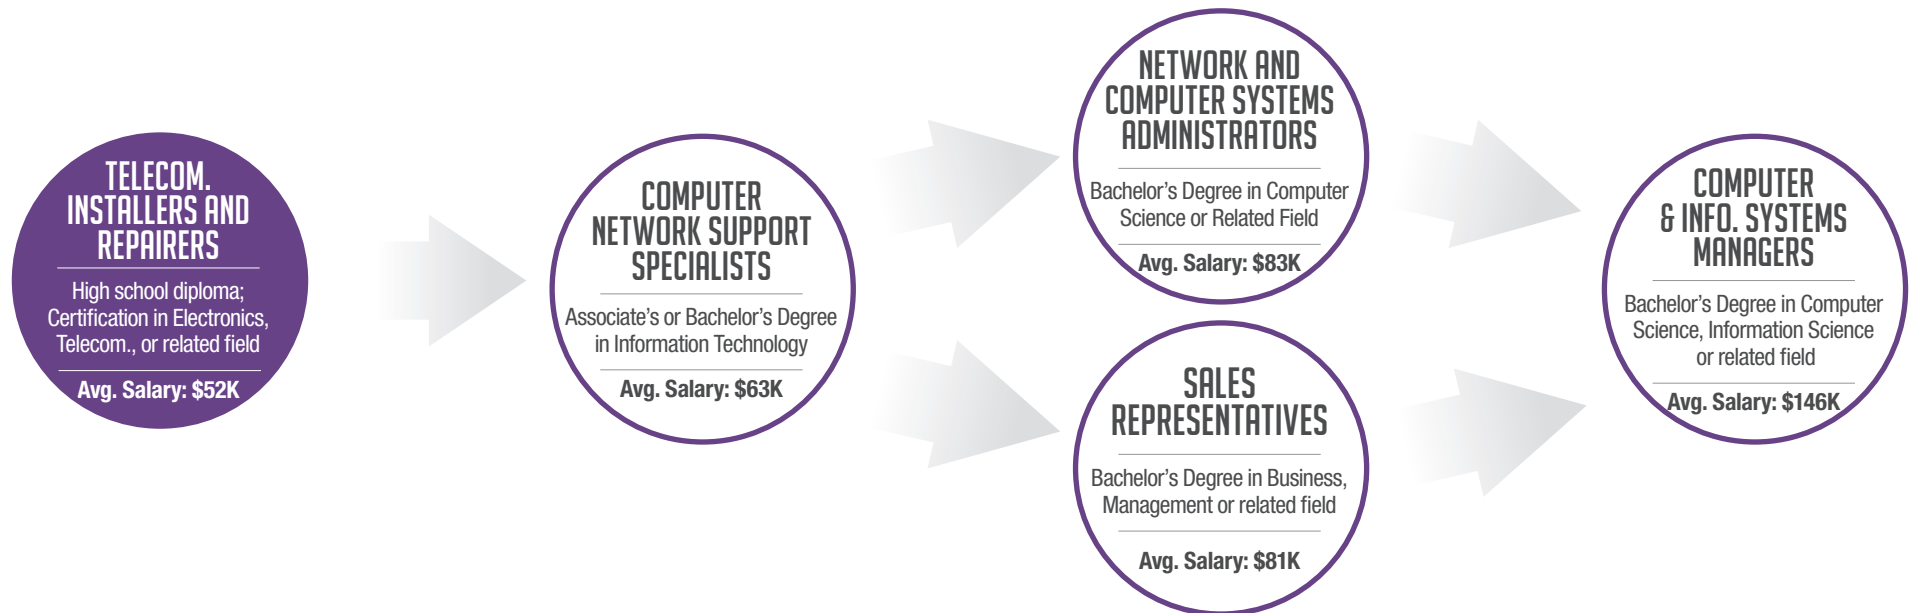 TELECOM.
INSTALLERS AND
REPAIRERS
High school diploma;
Certification in Electronics,
Telecom., or related field
Avg. Salary: $52K
COMPUTER
NETWORK SUPPORT
SPECIALISTS
Associate’s or Bachelor’s Degree
in Information Technology
Avg. Salary: $63K
NETWORK AND
COMPUTER SYSTEMS
ADMINISTRATORS
Bachelor’s Degree in Computer
Science or Related Field
Avg. Salary: $83K
SALES
REPRESENTATIVES
Bachelor’s Degree in Business,
Management or related field
Avg. Salary: $81K
COMPUTER
& INFO. SYSTEMS
MANAGERS
Bachelor’s Degree in Computer
Science, Information Science
or related field
Avg. Salary: $146K